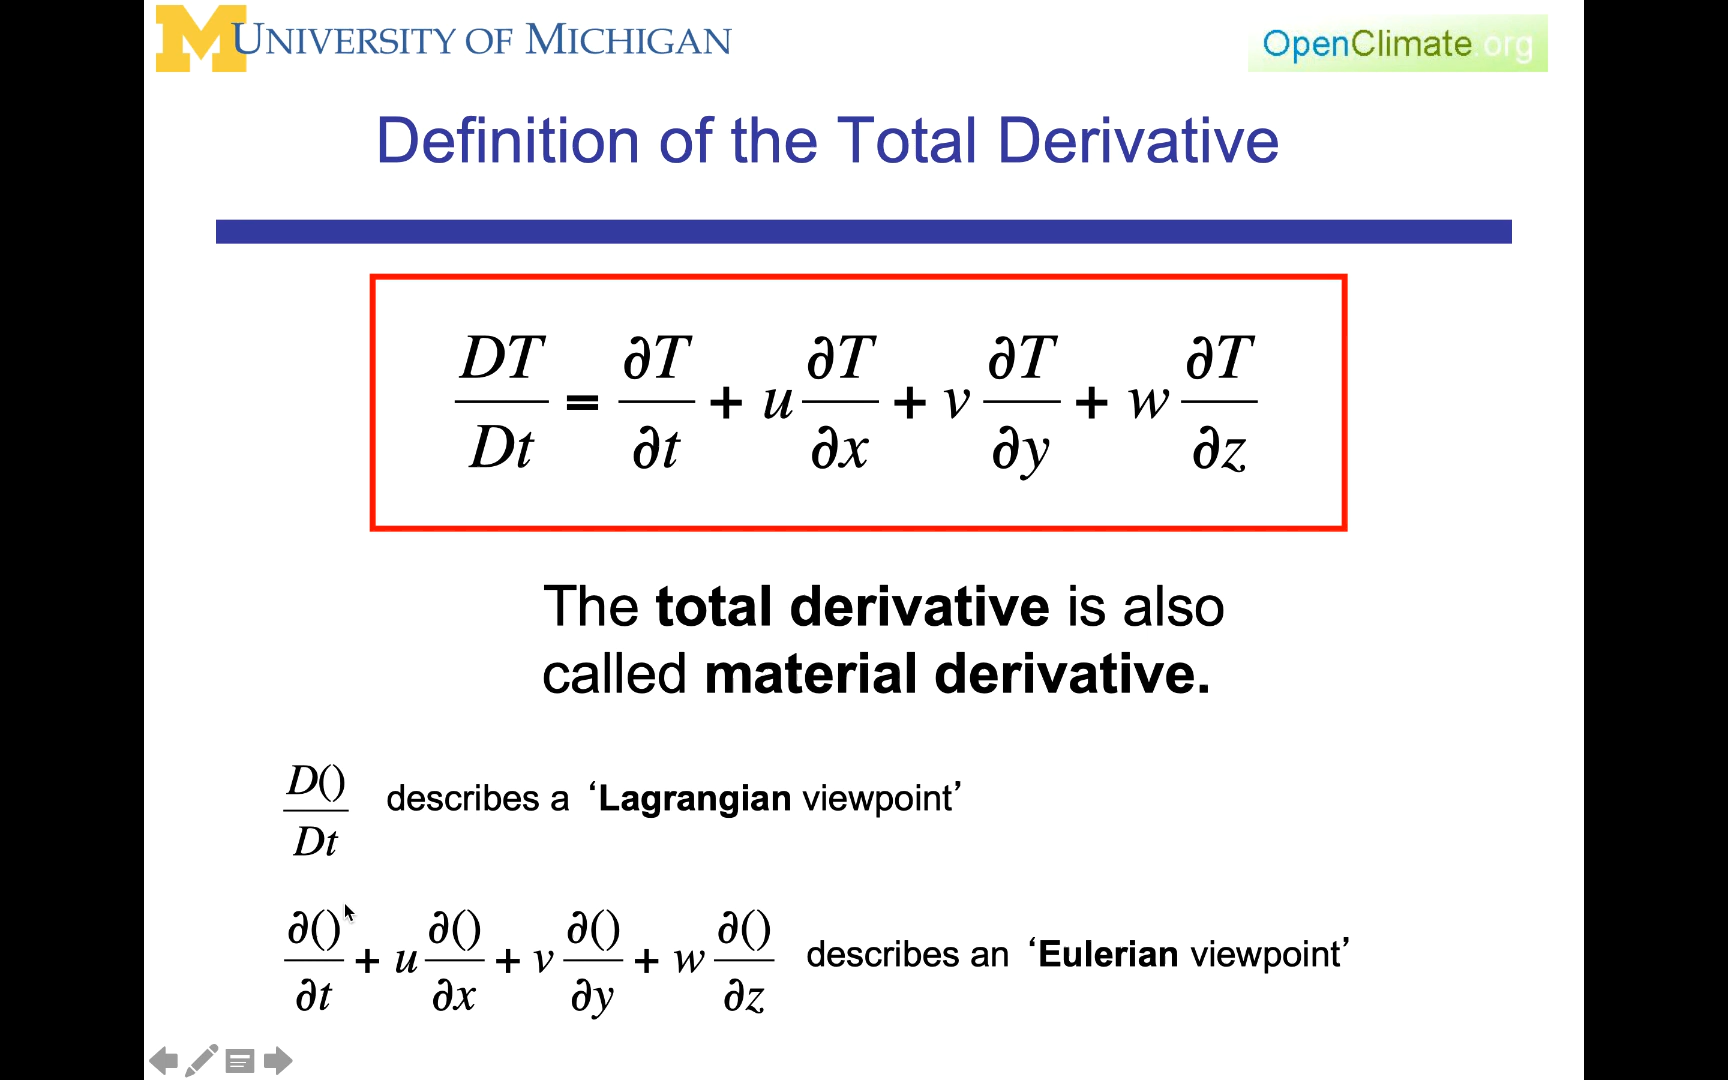 M UNIVERSITY OF MICHIGAN
OpenClimate.org
Definition of the Total Derivative
DT/Dt = ∂T/∂t + u ∂T/∂x + v ∂T/∂y + w ∂T/∂z
The total derivative is also
called material derivative.
D()/Dt describes a ‘Lagrangian viewpoint’
∂()/∂t + u ∂()/∂x + v ∂()/∂y + w ∂()/∂z describes an ‘Eulerian viewpoint’